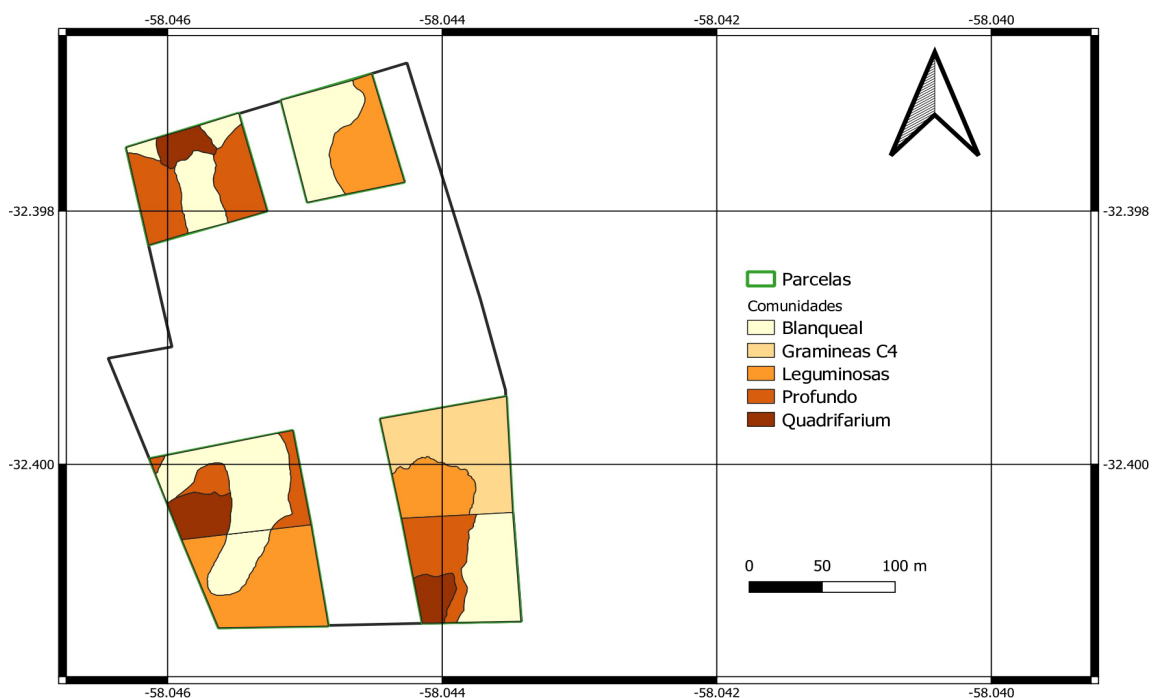 -58.046 -58.044 -58.042 -58.040
-32.398 -32.398
Parcelas
Comunidades
Blanqueal
Gramineas C4
Leguminosas
Profundo
Quadrifarium
-32.400 -32.400
0 50 100 m
-58.046 -58.044 -58.042 -58.040